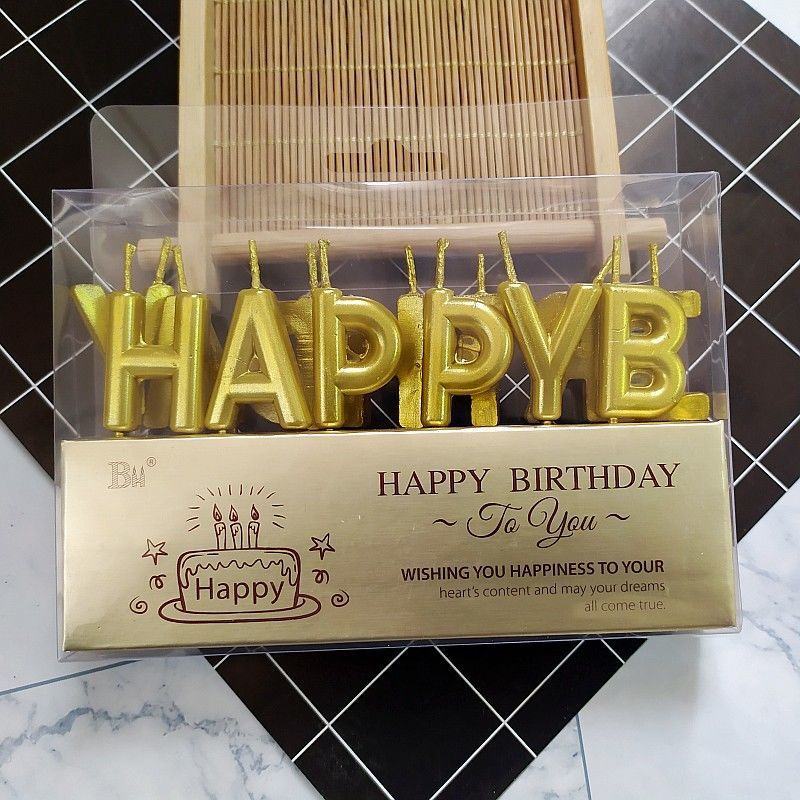 HAPPYB
BH®
Happy
HAPPY BIRTHDAY
~ To You ~
WISHING YOU HAPPINESS TO YOUR
heart's content and may your dreams
all come true.